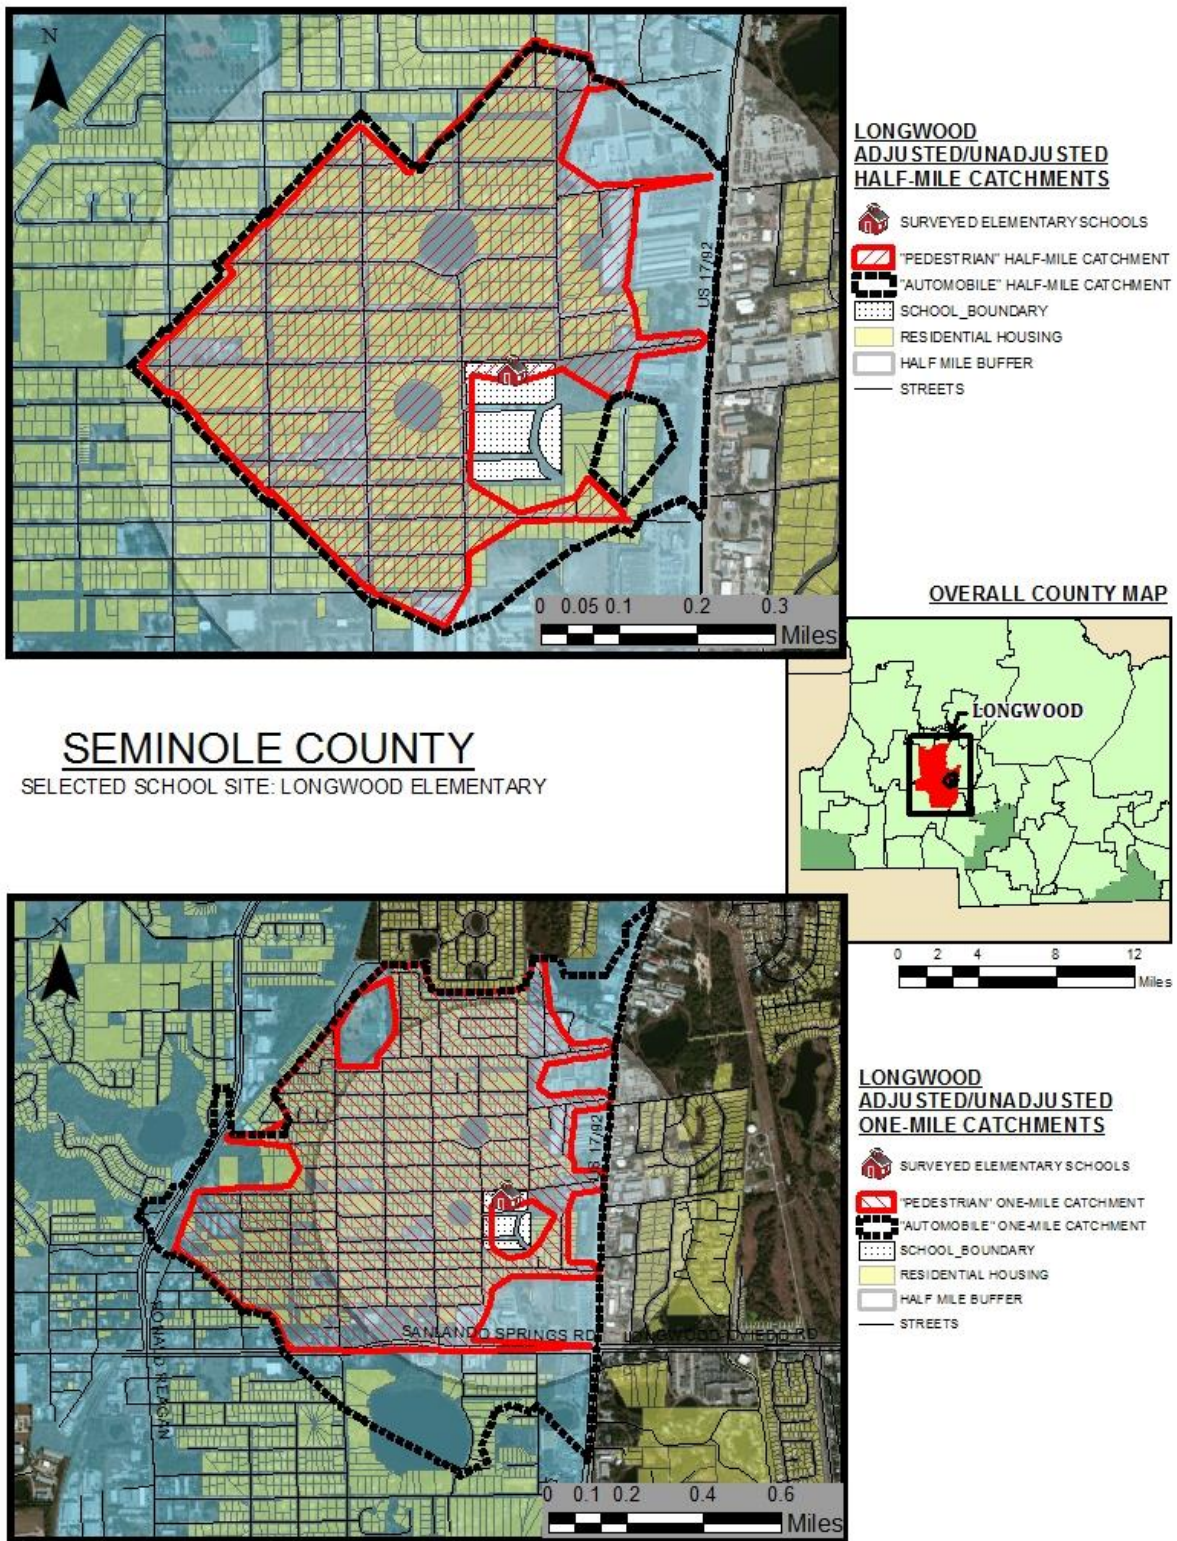 N
US 17/92
0 0.05 0.1 0.2 0.3
Miles
LONGWOOD
ADJUSTED/UNADJUSTED
HALF-MILE CATCHMENTS
SURVEYED ELEMENTARY SCHOOLS
"PEDESTRIAN" HALF-MILE CATCHMENT
"AUTOMOBILE" HALF-MILE CATCHMENT
SCHOOL_BOUNDARY
RESIDENTIAL HOUSING
HALF MILE BUFFER
STREETS
OVERALL COUNTY MAP
LONGWOOD
0 2 4 8 12
Miles
SEMINOLE COUNTY
SELECTED SCHOOL SITE: LONGWOOD ELEMENTARY
N
S 17/92
SANLANDO SPRINGS RD
LONGWOOD-OVIEDO RD
RONALD REAGAN
0 0.1 0.2 0.4 0.6
Miles
LONGWOOD
ADJUSTED/UNADJUSTED
ONE-MILE CATCHMENTS
SURVEYED ELEMENTARY SCHOOLS
"PEDESTRIAN" ONE-MILE CATCHMENT
"AUTOMOBILE" ONE-MILE CATCHMENT
SCHOOL_BOUNDARY
RESIDENTIAL HOUSING
HALF MILE BUFFER
STREETS